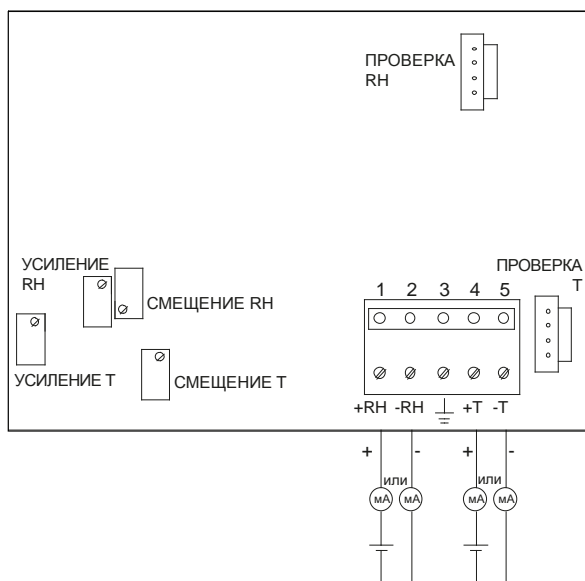 ПРОВЕРКА
RH
УСИЛЕНИЕ
RH
СМЕЩЕНИЕ RH
УСИЛЕНИЕ Т
СМЕЩЕНИЕ Т
ПРОВЕРКА
Т
1 2 3 4 5
+RH -RH +T -T
+ - + -
или или
мА мА мА мА